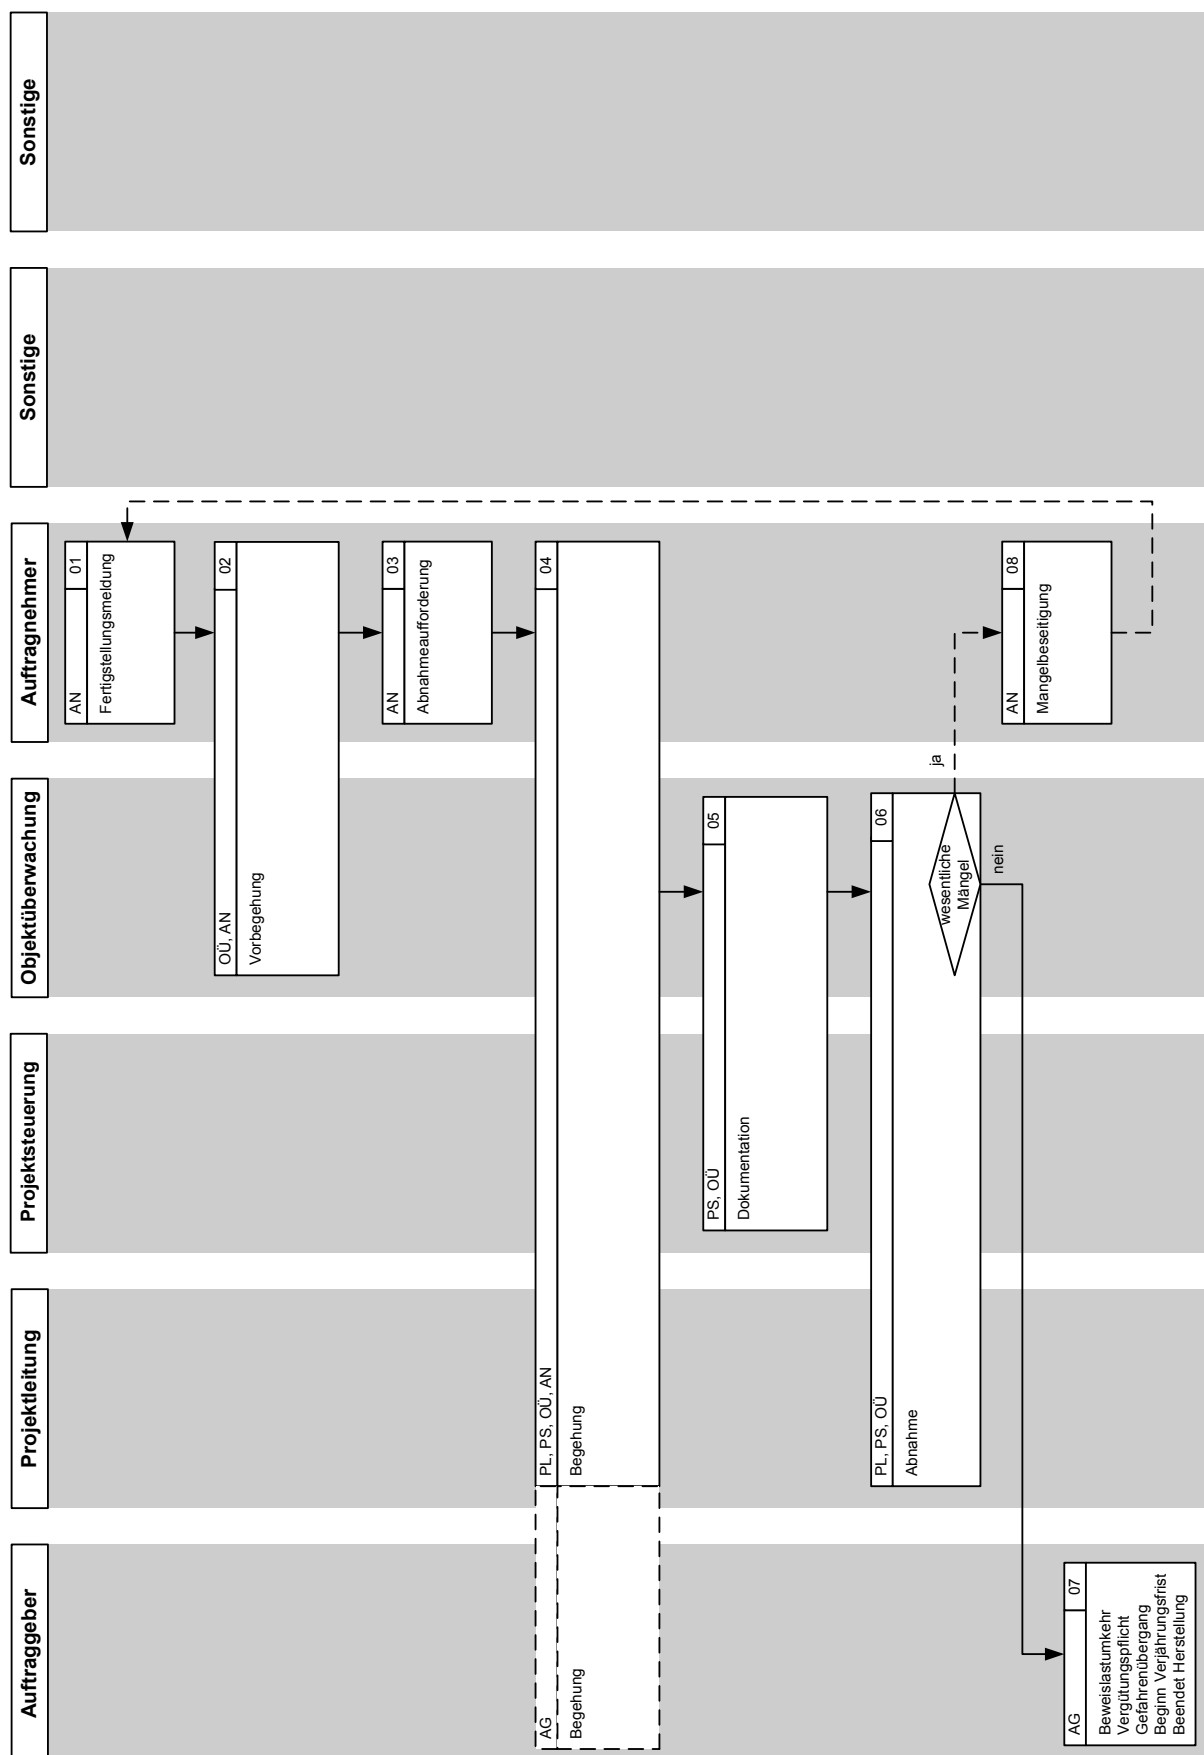 Auftraggeber
Projektleitung
Projektsteuerung
Objektüberwachung
Auftragnehmer
Sonstige
Sonstige
AN 01
Fertigstellungsmeldung
OÜ, AN 02
Vorbegehung
AN 03
Abnahmeaufforderung
AG
Begehung
PL, PS, OÜ, AN 04
Begehung
PS, OÜ 05
Dokumentation
PL, PS, OÜ 06
Abnahme
wesentliche
Mängel
ja
nein
AN 08
Mangelbeseitigung
AG 07
Beweislastumkehr
Vergütungspflicht
Gefahrenübergang
Beginn Verjährungsfrist
Beendet Herstellung